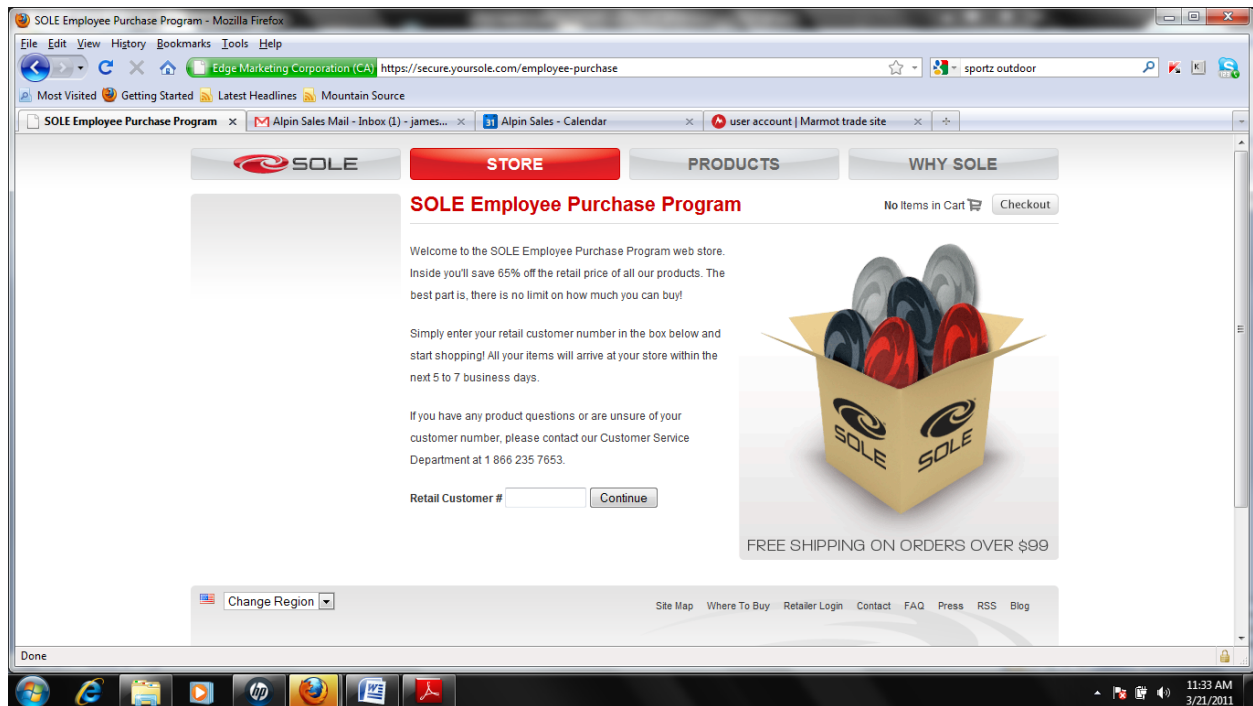 SOLE Employee Purchase Program - Mozilla Firefox
File Edit View History Bookmarks Tools Help
Edge Marketing Corporation (CA) https://secure.yoursole.com/employee-purchase
sportz outdoor
Most Visited Getting Started Latest Headlines Mountain Source
SOLE Employee Purchase Program Alpin Sales Mail - Inbox (1) - james... 31 Alpin Sales - Calendar user account | Marmot trade site
SOLE STORE PRODUCTS WHY SOLE
SOLE Employee Purchase Program
No Items in Cart Checkout
Welcome to the SOLE Employee Purchase Program web store.
Inside you'll save 65% off the retail price of all our products. The
best part is, there is no limit on how much you can buy!
Simply enter your retail customer number in the box below and
start shopping! All your items will arrive at your store within the
next 5 to 7 business days.
If you have any product questions or are unsure of your
customer number, please contact our Customer Service
Department at 1 866 235 7653.
Retail Customer # Continue
SOLE SOLE
FREE SHIPPING ON ORDERS OVER $99
Change Region
Site Map Where To Buy Retailer Login Contact FAQ Press RSS Blog
Done
hp
11:33 AM
3/21/2011